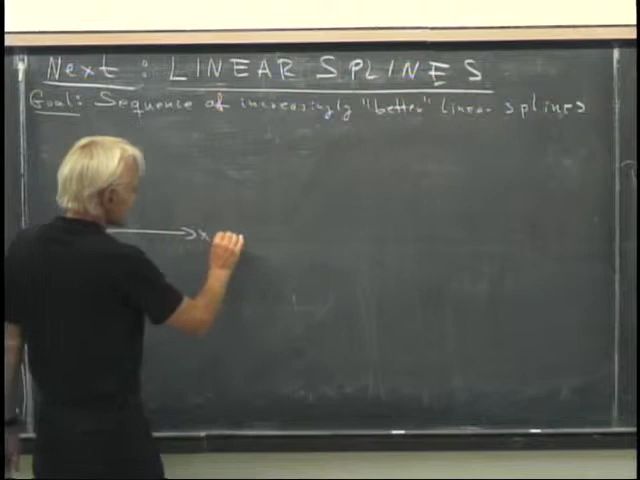 Next : LINEAR SPLINES
Goal: Sequence of increasingly "better" linear splines
x